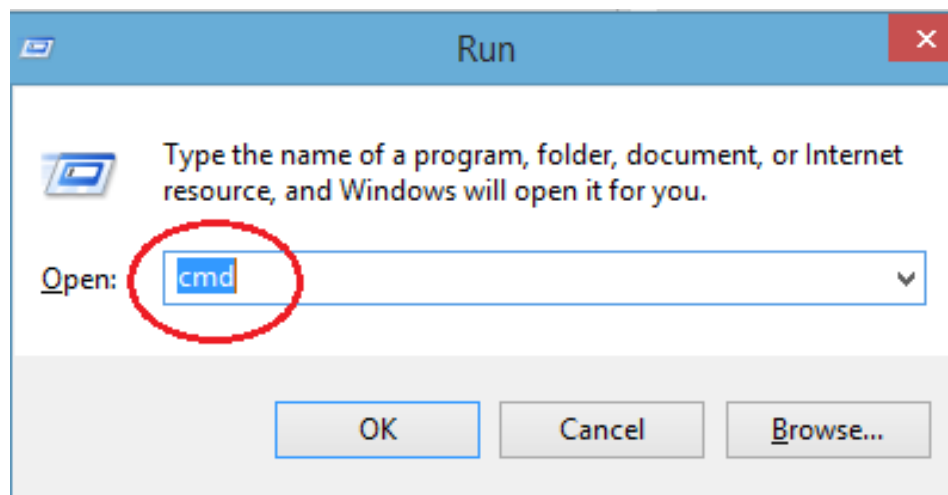 Run
Type the name of a program, folder, document, or Internet
resource, and Windows will open it for you.
Open: cmd
OK Cancel Browse...